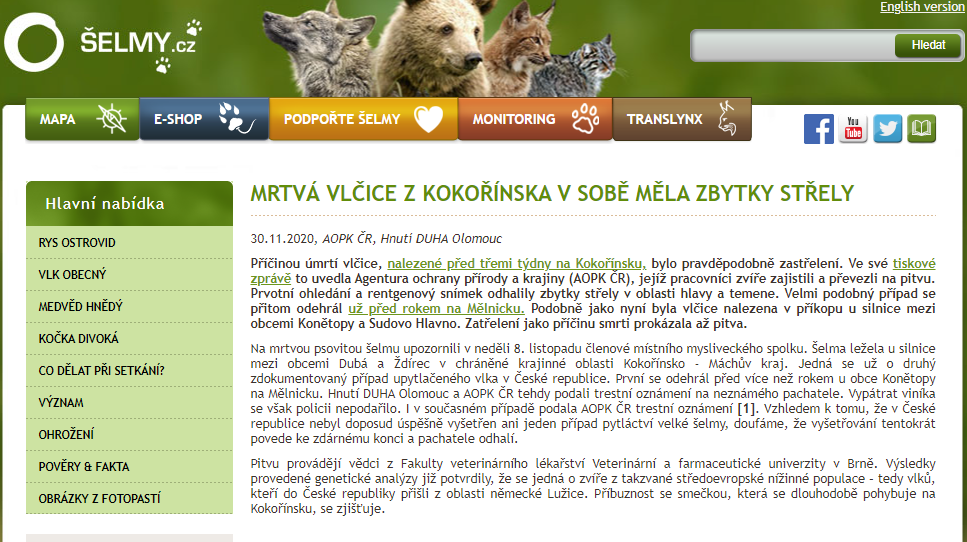 English version
ŠELMY.cz
Hledat
MAPA
E-SHOP
PODPOŘTE ŠELMY
MONITORING
TRANSLYNX
You
Tube
Hlavní nabídka
RYS OSTROVID
VLK OBECNÝ
MEDVĚD HNĚDÝ
KOČKA DIVOKÁ
CO DĚLAT PŘI SETKÁNÍ?
VÝZNAM
OHROŽENÍ
POVĚRY & FAKTA
OBRÁZKY Z FOTOPASTÍ
MRTVÁ VLČICE Z KOKOŘÍNSKA V SOBĚ MĚLA ZBYTKY STŘELY
30.11.2020, AOPK ČR, Hnutí DUHA Olomouc
Příčinou úmrtí vlčice, nalezené před třemi týdny na Kokořínsku, bylo pravděpodobně zastřelení. Ve své tiskové
zprávě to uvedla Agentura ochrany přírody a krajiny (AOPK ČR), jejíž pracovníci zvíře zajistili a převezli na pitvu.
Prvotní ohledání a rentgenový snímek odhalily zbytky střely v oblasti hlavy a temene. Velmi podobný případ se
přitom odehrál už před rokem na Mělnicku. Podobně jako nyní byla vlčice nalezena v příkopu u silnice mezi
obcemi Konětopy a Sudovo Hlavno. Zatřelení jako příčinu smrti prokázala až pitva.
Na mrtvou psovitou šelmu upozornili v neděli 8. listopadu členové místního mysliveckého spolku. Šelma ležela u silnice
mezi obcemi Dubá a Ždírec v chráněné krajinné oblasti Kokořínsko - Máchův kraj. Jedná se už o druhý
zdokumentovaný případ upytlačeného vlka v České republice. První se odehrál před více než rokem u obce Konětopy
na Mělnicku. Hnutí DUHA Olomouc a AOPK ČR tehdy podali trestní oznámení na neznámého pachatele. Vypátrat viníka
se však policii nepodařilo. I v současném případě podala AOPK ČR trestní oznámení [1]. Vzhledem k tomu, že v České
republice nebyl doposud úspěšně vyšetřen ani jeden případ pytláctví velké šelmy, doufáme, že vyšetřování tentokrát
povede ke zdárnému konci a pachatele odhalí.
Pitvu provádějí vědci z Fakulty veterinárního lékařství Veterinární a farmaceutické univerzity v Brně. Výsledky
provedené genetické analýzy již potvrdily, že se jedná o zvíře z takzvané středoevropské nížinné populace – tedy vlků,
kteří do České republiky přišli z oblasti německé Lužice. Příbuznost se smečkou, která se dlouhodobě pohybuje na
Kokořínsku, se zjišťuje.